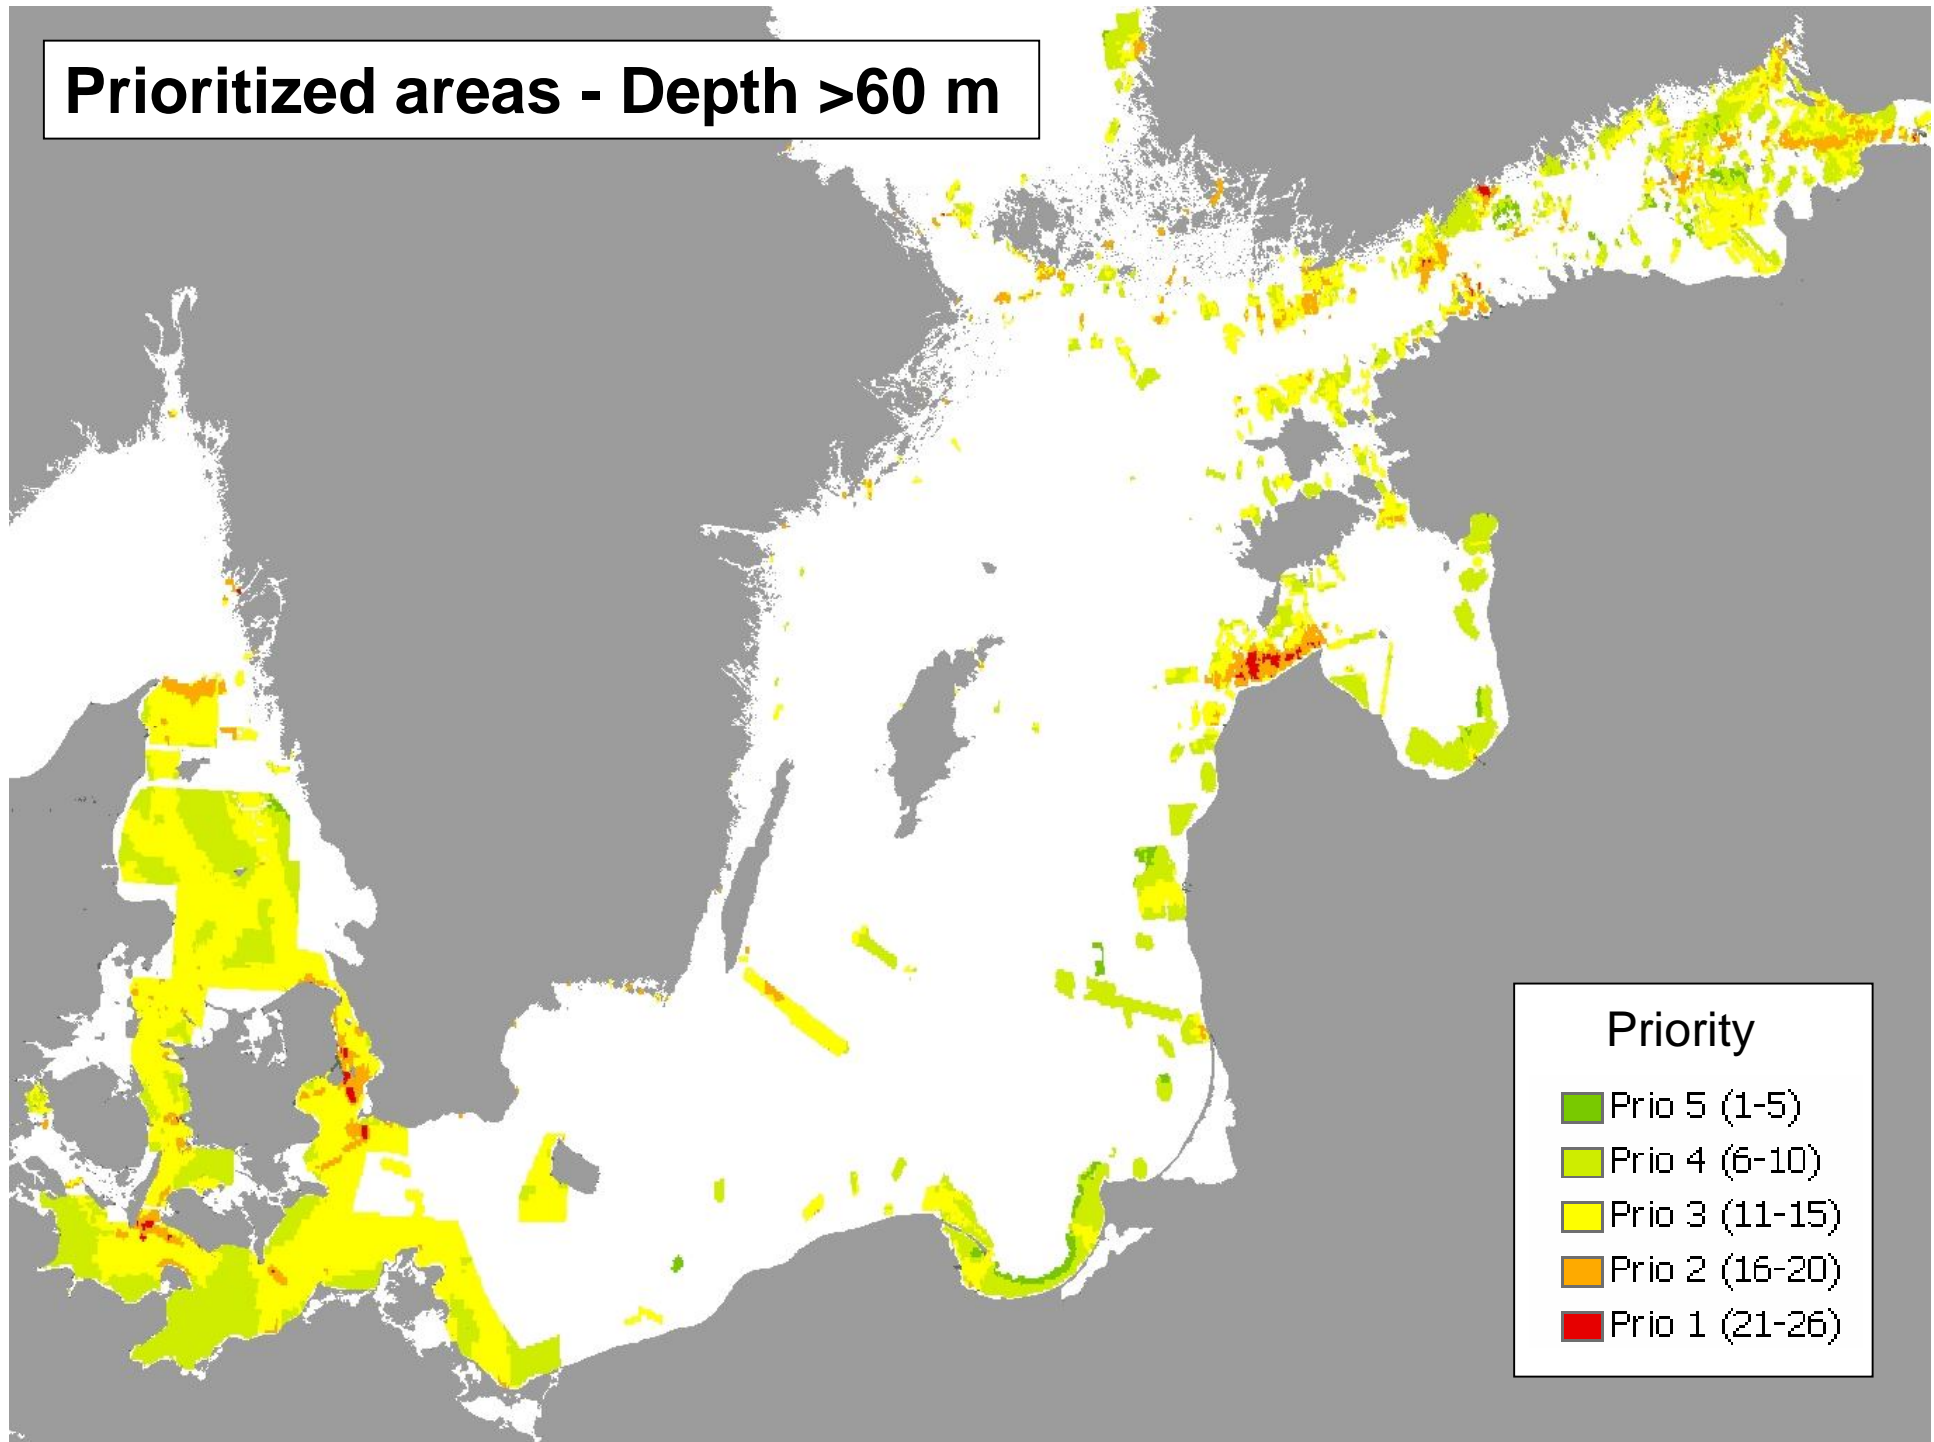 Prioritized areas - Depth >60 m
Priority
Prio 5 (1-5)
Prio 4 (6-10)
Prio 3 (11-15)
Prio 2 (16-20)
Prio 1 (21-26)